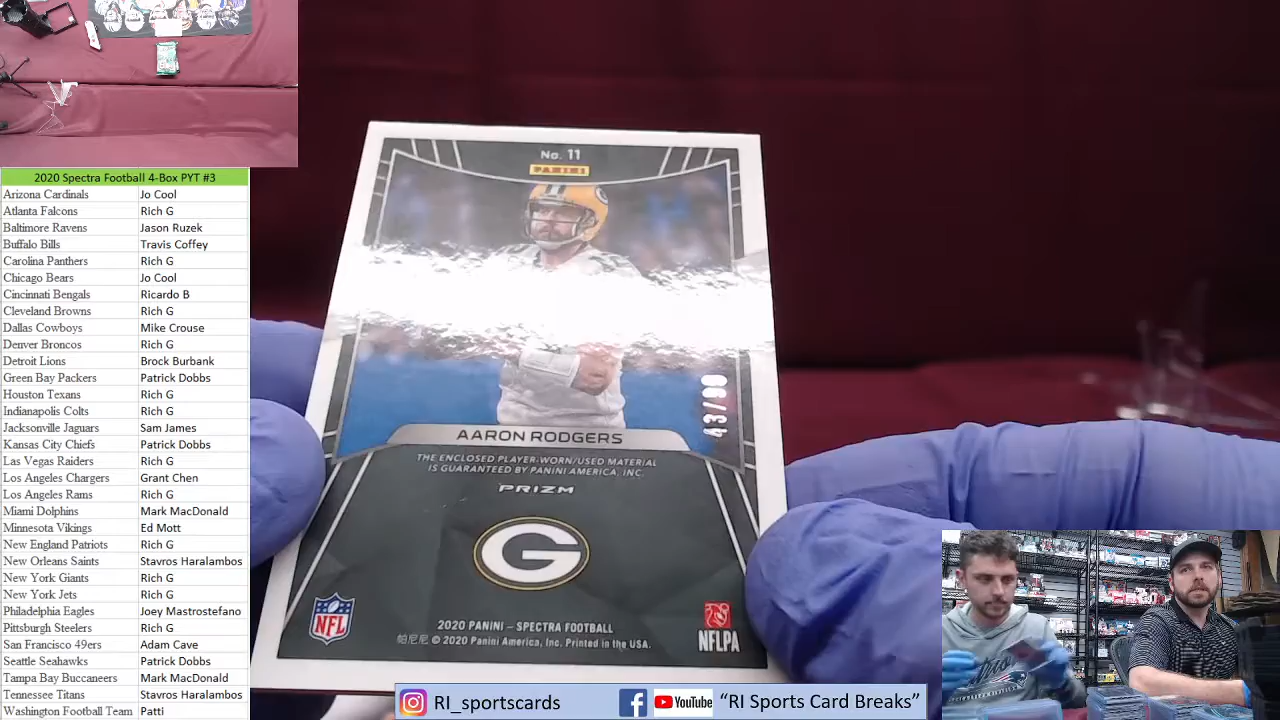 2020 Spectra Football 4-Box PYT #3
Arizona Cardinals Jo Cool
Atlanta Falcons Rich G
Baltimore Ravens Jason Ruzek
Buffalo Bills Travis Coffey
Carolina Panthers Rich G
Chicago Bears Jo Cool
Cincinnati Bengals Ricardo B
Cleveland Browns Rich G
Dallas Cowboys Mike Crouse
Denver Broncos Rich G
Detroit Lions Brock Burbank
Green Bay Packers Patrick Dobbs
Houston Texans Rich G
Indianapolis Colts Rich G
Jacksonville Jaguars Sam James
Kansas City Chiefs Patrick Dobbs
Las Vegas Raiders Rich G
Los Angeles Chargers Grant Chen
Los Angeles Rams Rich G
Miami Dolphins Mark MacDonald
Minnesota Vikings Ed Mott
New England Patriots Rich G
New Orleans Saints Stavros Haralambos
New York Giants Rich G
New York Jets Rich G
Philadelphia Eagles Joey Mastrostefano
Pittsburgh Steelers Rich G
San Francisco 49ers Adam Cave
Seattle Seahawks Patrick Dobbs
Tampa Bay Buccaneers Mark MacDonald
Tennessee Titans Stavros Haralambos
Washington Football Team Patti
No. 11
PANINI
43/99
AARON RODGERS
THE ENCLOSED PLAYER-WORN/USED MATERIAL
IS GUARANTEED BY PANINI AMERICA, INC.
PRIZM
G
NFL
NFLPA
2020 PANINI – SPECTRA FOOTBALL
帕尼尼 © 2020 Panini America, Inc. Printed in the USA.
RI_sportscards
YouTube
"RI Sports Card Breaks"